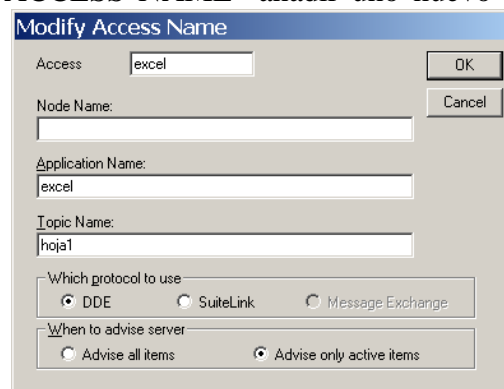 ACCESS NAME añadir uno nuevo
Modify Access Name
Access excel OK
Node Name: Cancel
Application Name:
excel
Topic Name:
hoja1
Which protocol to use
DDE SuiteLink Message Exchange
When to advise server
Advise all items Advise only active items